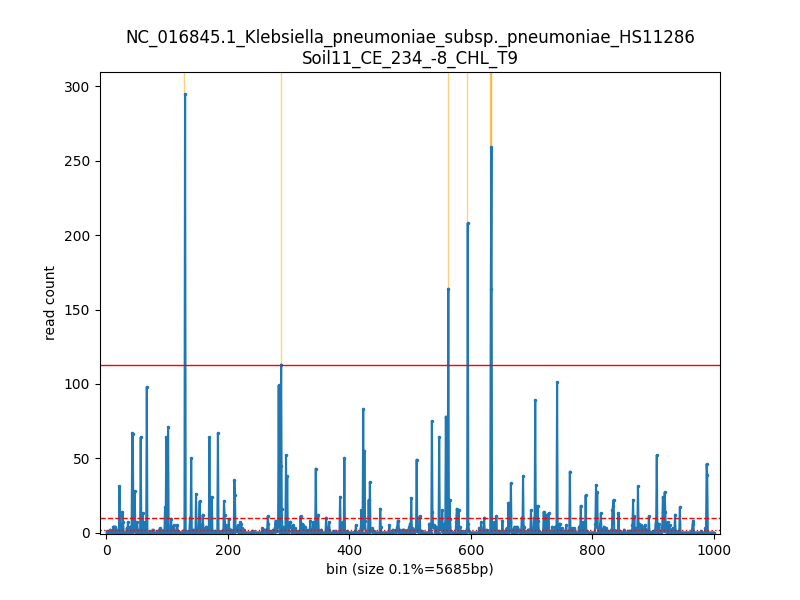 NC_016845.1_Klebsiella_pneumoniae_subsp._pneumoniae_HS11286
Soil11_CE_234_-8_CHL_T9
300
250
200
150
100
50
0
read count
0 200 400 600 800 1000
bin (size 0.1%=5685bp)